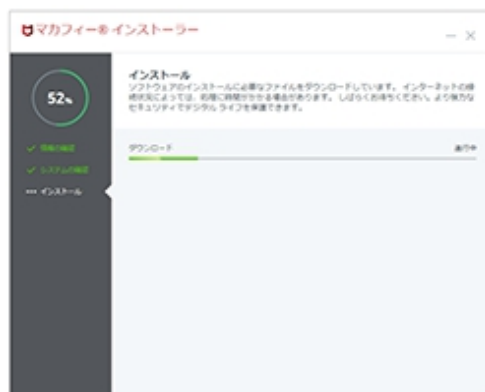 マカフィー® インストーラー
52%
インストール
ソフトウェアのインストールに必要なファイルをダウンロードしています。 インターネットの接
続状況によっては、処理に時間がかかる場合があります。 しばらくお待ちください。より強力な
セキュリティでデジタル ライフを保護できます。
情報の確認
ダウンロード
進行中
システムの確認
インストール